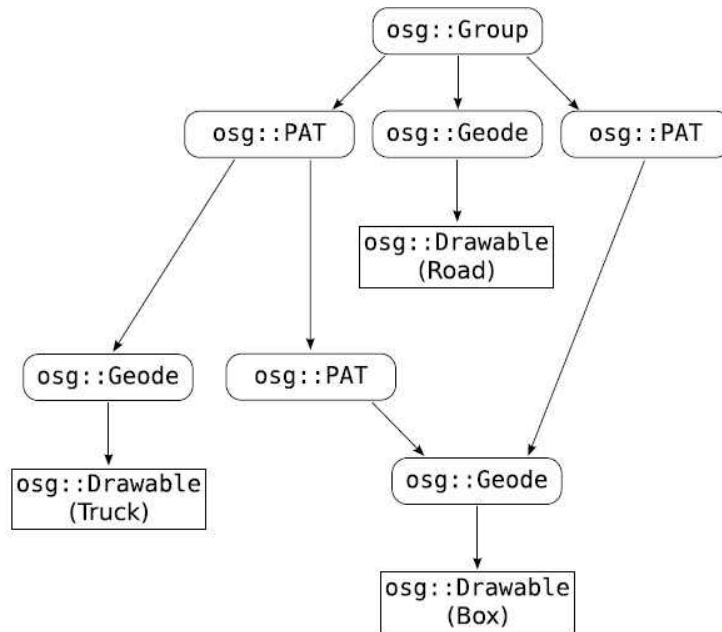 osg::Group
osg::PAT
osg::Geode
osg::PAT
osg::Drawable
(Road)
osg::Geode
osg::PAT
osg::Drawable
(Truck)
osg::Geode
osg::Drawable
(Box)